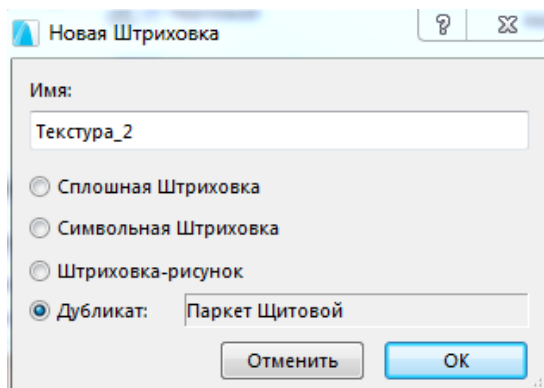 Новая Штриховка
Имя:
Текстура_2
Сплошная Штриховка
Символьная Штриховка
Штриховка-рисунок
Дубликат: Паркет Щитовой
Отменить OK